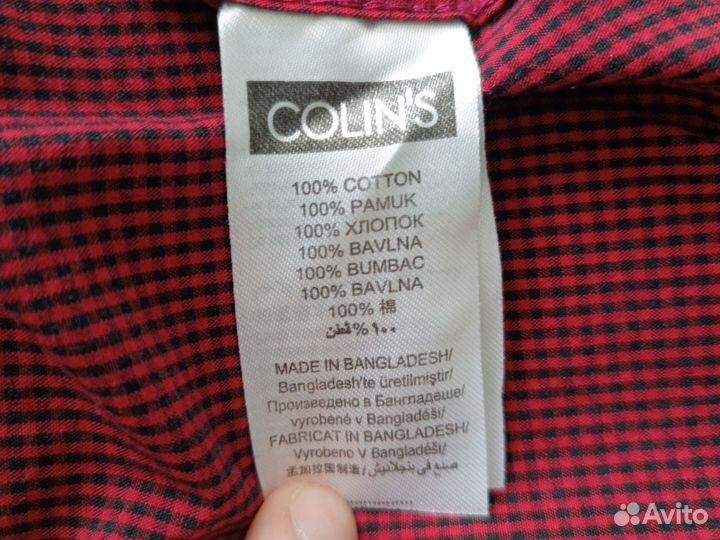 COLIN'S
100% COTTON
100% PAMUK
100% ХЛОПОК
100% BAVLNA
100% BUMBAC
100% BAVLNA
100% 棉
١٠٠% قطن
MADE IN BANGLADESH/
Bangladesh'te üretilmiştir/
Произведено в Бангладеше/
vyrobené v Bangladéši/
FABRICAT IN BANGLADESH/
Vyrobeno V Bangladéši/
孟加拉国制造/ صنع في بنجلاديش/
Avito